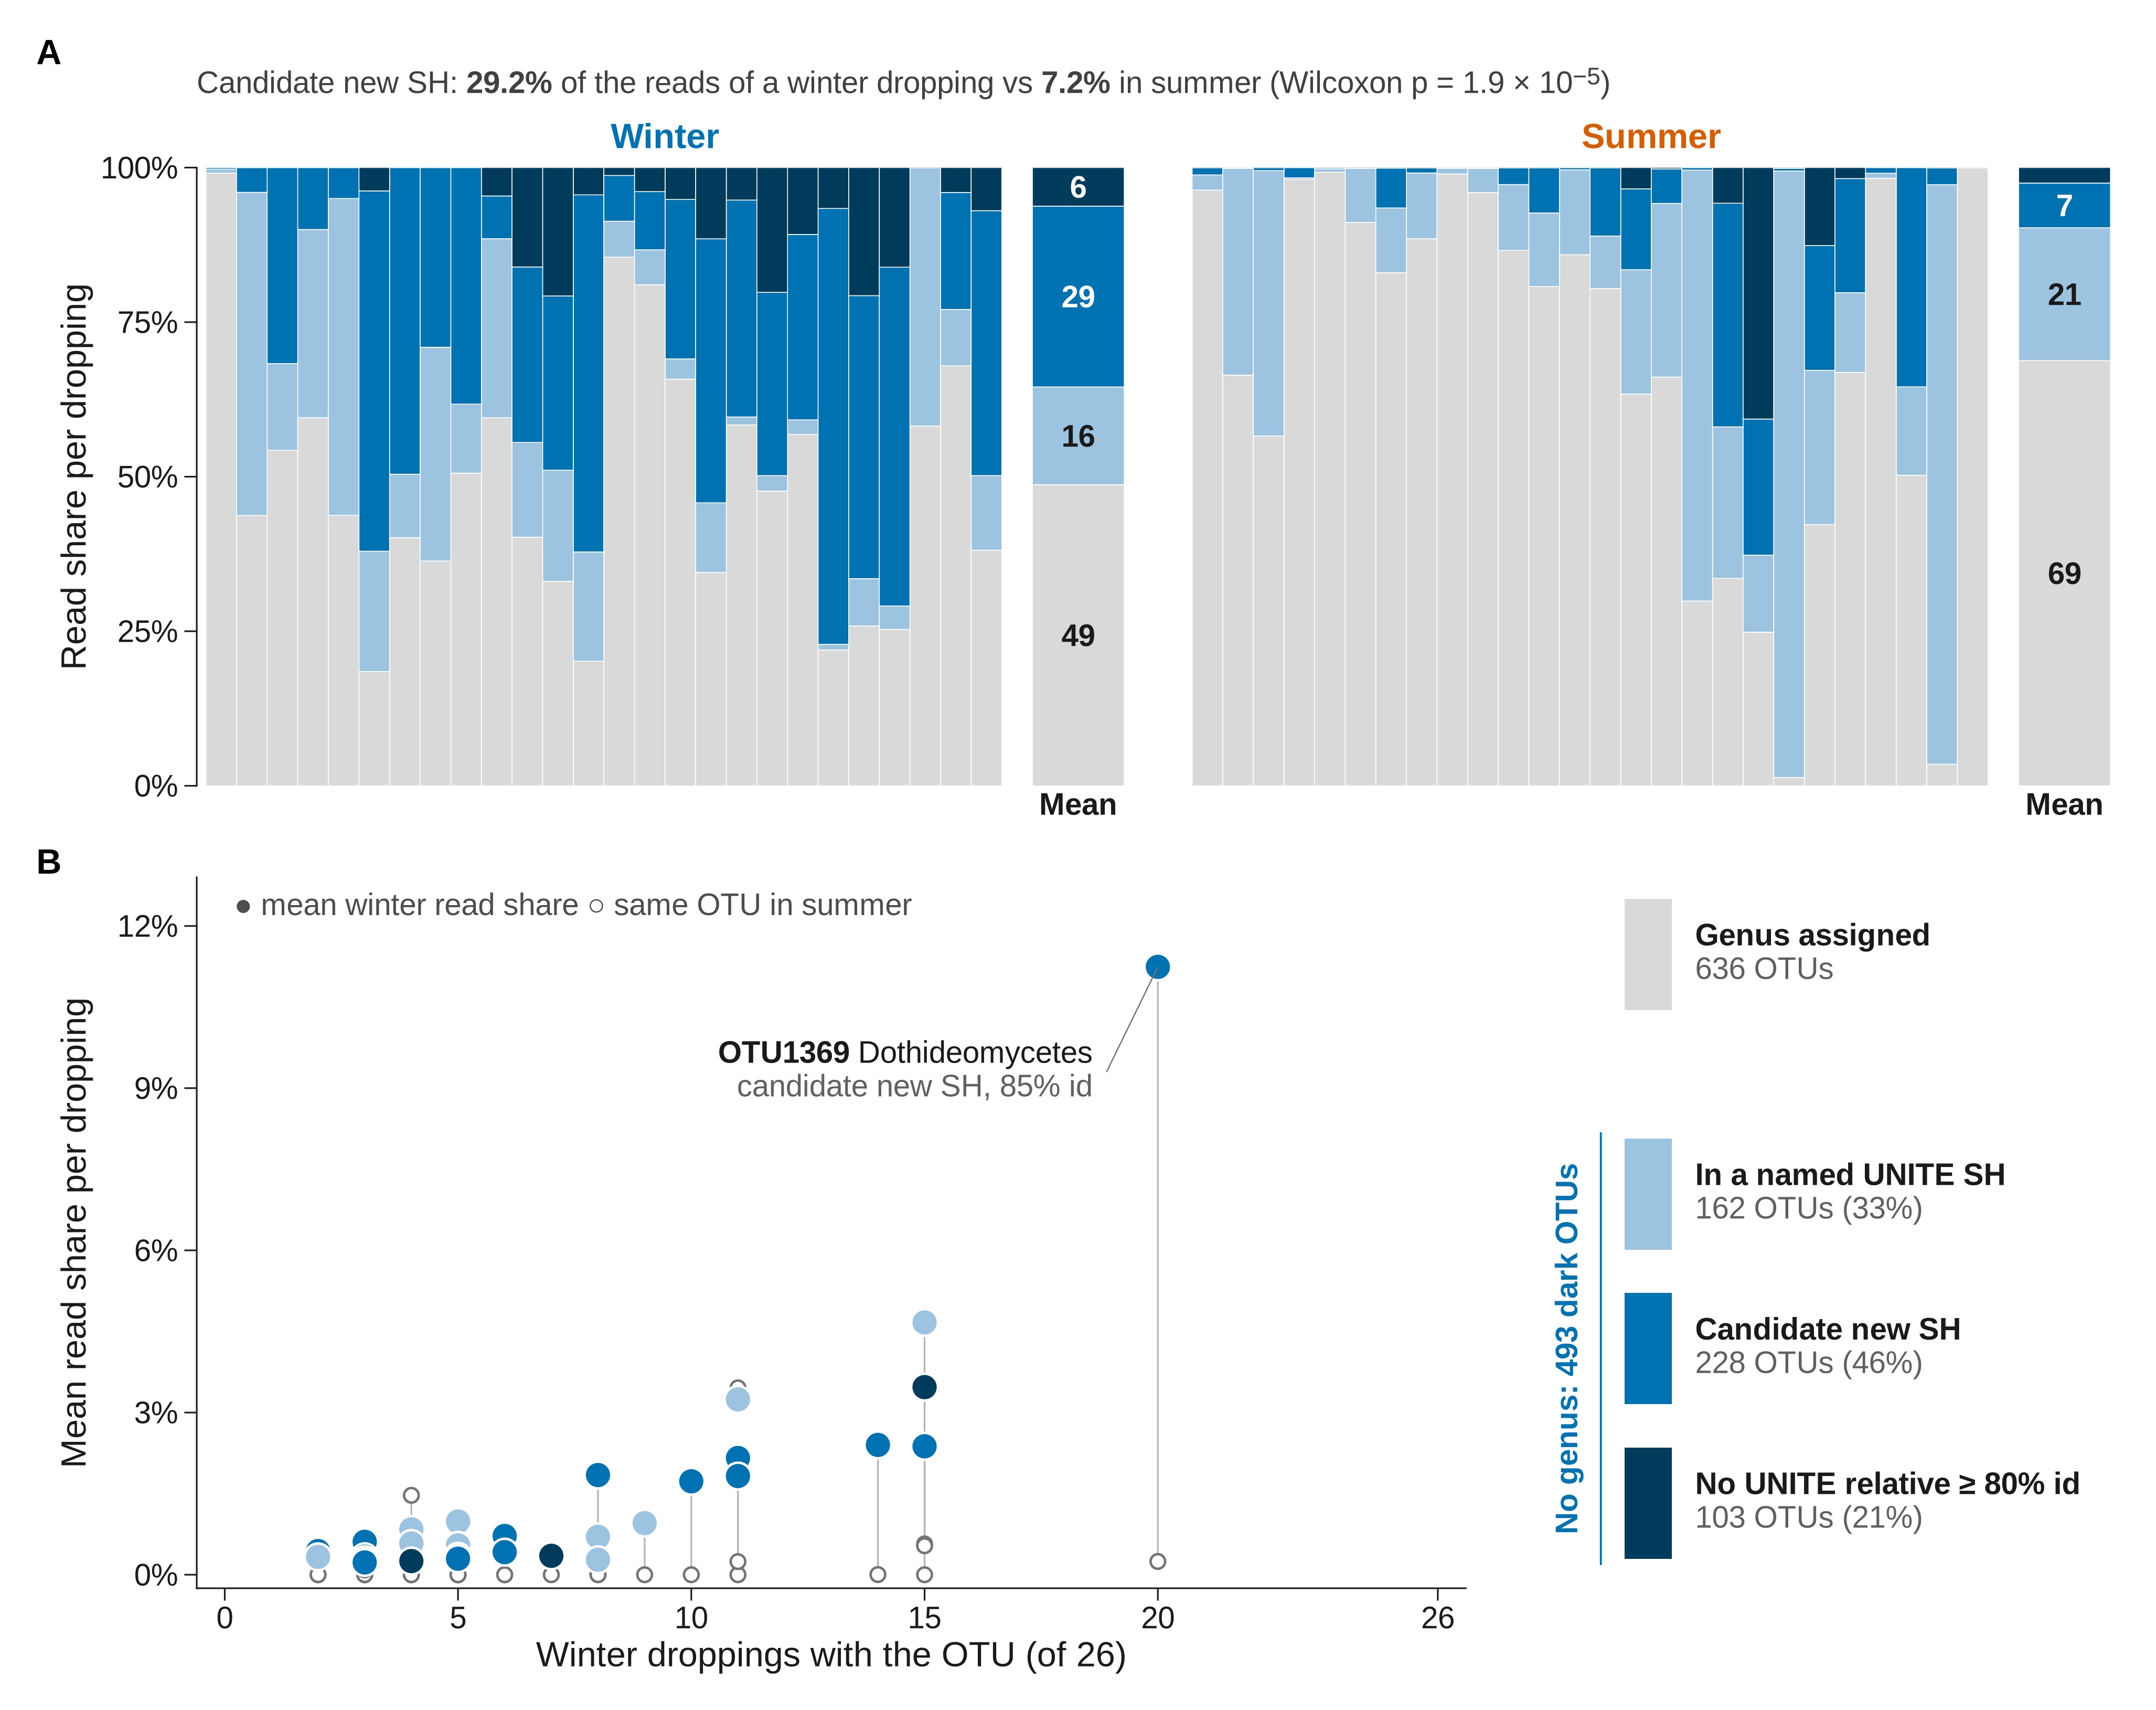 A
Candidate new SH: 29.2% of the reads of a winter dropping vs 7.2% in summer (Wilcoxon p = 1.9 × 10⁻⁵)
Winter
Summer
Read share per dropping
100%
75%
50%
25%
0%
6
29
16
49
Mean
7
21
69
Mean
B
● mean winter read share ○ same OTU in summer
Mean read share per dropping
12%
9%
6%
3%
0%
OTU1369 Dothideomycetes
candidate new SH, 85% id
0
5
10
15
20
26
Winter droppings with the OTU (of 26)
Genus assigned
636 OTUs
No genus: 493 dark OTUs
In a named UNITE SH
162 OTUs (33%)
Candidate new SH
228 OTUs (46%)
No UNITE relative ≥ 80% id
103 OTUs (21%)